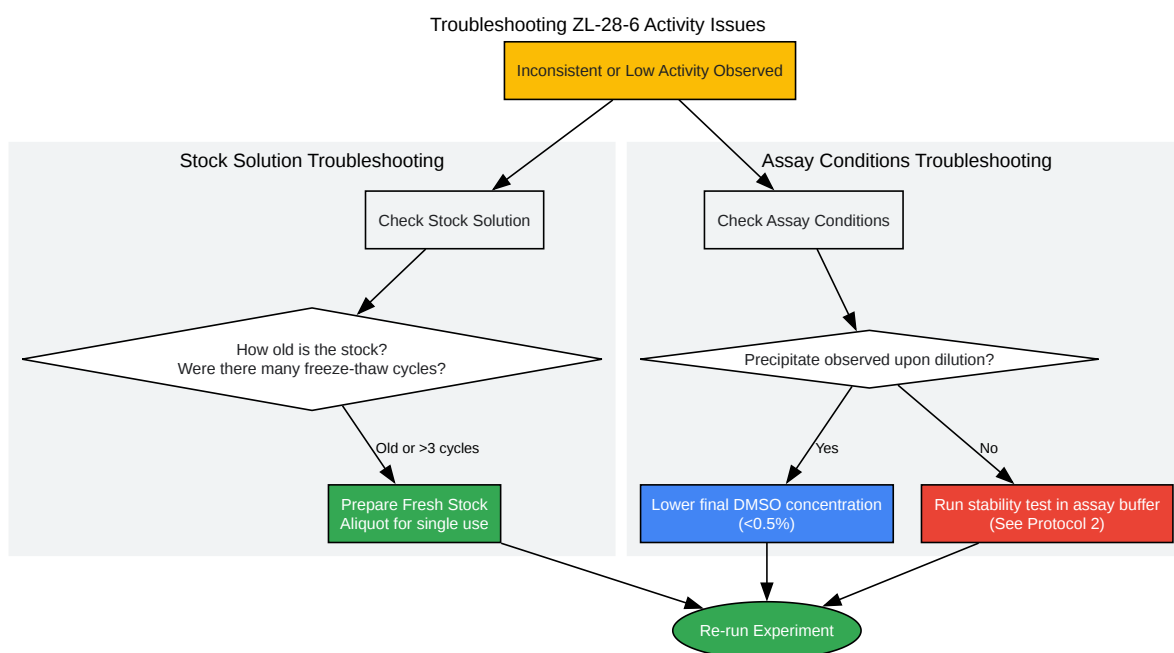 Troubleshooting ZL-28-6 Activity Issues
Inconsistent or Low Activity Observed
Stock Solution Troubleshooting
Check Stock Solution
How old is the stock?
Were there many freeze-thaw cycles?
Old or >3 cycles
Prepare Fresh Stock
Aliquot for single use
Assay Conditions Troubleshooting
Check Assay Conditions
Precipitate observed upon dilution?
Yes
No
Lower final DMSO concentration
(<0.5%)
Run stability test in assay buffer
(See Protocol 2)
Re-run Experiment